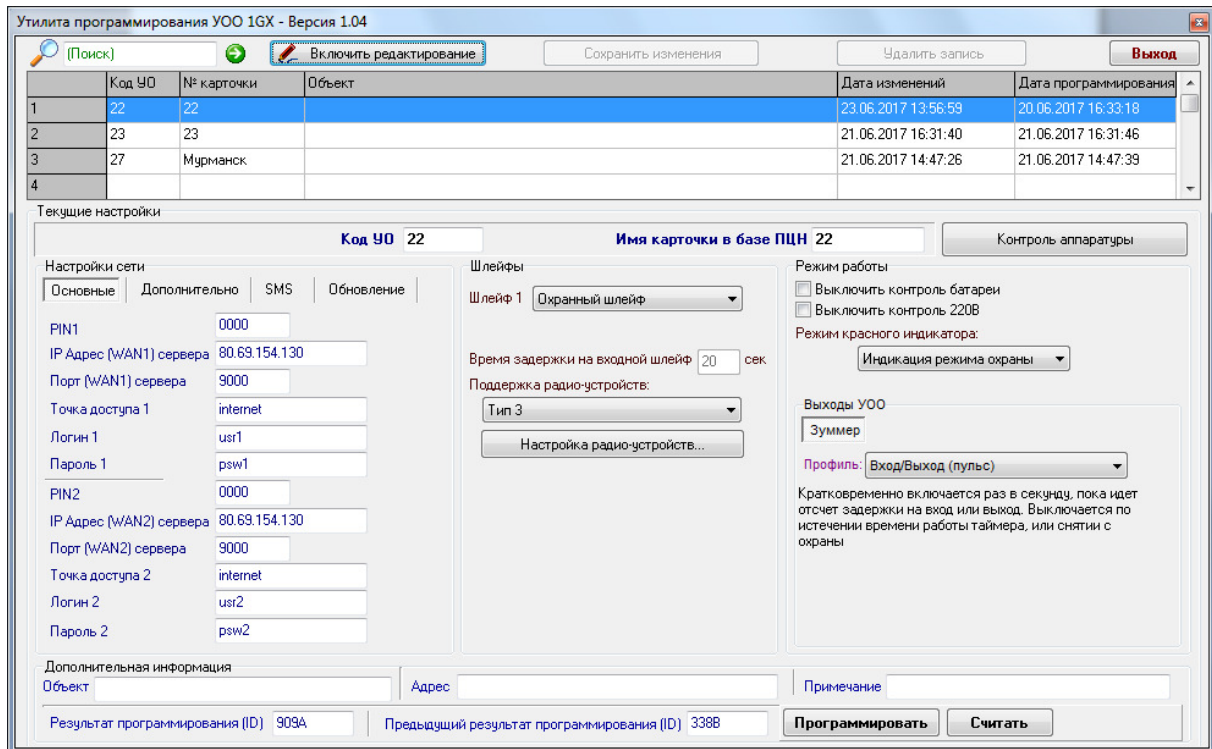 Утилита программирования УОО 1GX - Версия 1.04
(Поиск) Включить редактирование Сохранить изменения Удалить запись Выход
Код УО № карточки Объект Дата изменений Дата программирования
1 22 22 23.06.2017 13:56:59 20.06.2017 16:33:18
2 23 23 21.06.2017 16:31:40 21.06.2017 16:31:46
3 27 Мурманск 21.06.2017 14:47:26 21.06.2017 14:47:39
4
Текущие настройки
Код УО 22 Имя карточки в базе ПЦН 22 Контроль аппаратуры
Настройки сети
Основные Дополнительно SMS Обновление
PIN1 0000
IP Адрес (WAN1) сервера 80.69.154.130
Порт (WAN1) сервера 9000
Точка доступа 1 internet
Логин 1 usr1
Пароль 1 psw1
PIN2 0000
IP Адрес (WAN2) сервера 80.69.154.130
Порт (WAN2) сервера 9000
Точка доступа 2 internet
Логин 2 usr2
Пароль 2 psw2
Шлейфы
Шлейф 1 Охранный шлейф
Время задержки на входной шлейф 20 сек
Поддержка радио-устройств:
Тип 3
Настройка радио-устройств...
Режим работы
Выключить контроль батареи
Выключить контроль 220В
Режим красного индикатора:
Индикация режима охраны
Выходы УОО
Зуммер
Профиль: Вход/Выход (пульс)
Кратковременно включается раз в секунду, пока идет
отсчет задержки на вход или выход. Выключается по
истечении времени работы таймера, или снятии с
охраны
Дополнительная информация
Объект Адрес Примечание
Результат программирования (ID) 909A Предыдущий результат программирования (ID) 338B Программировать Считать